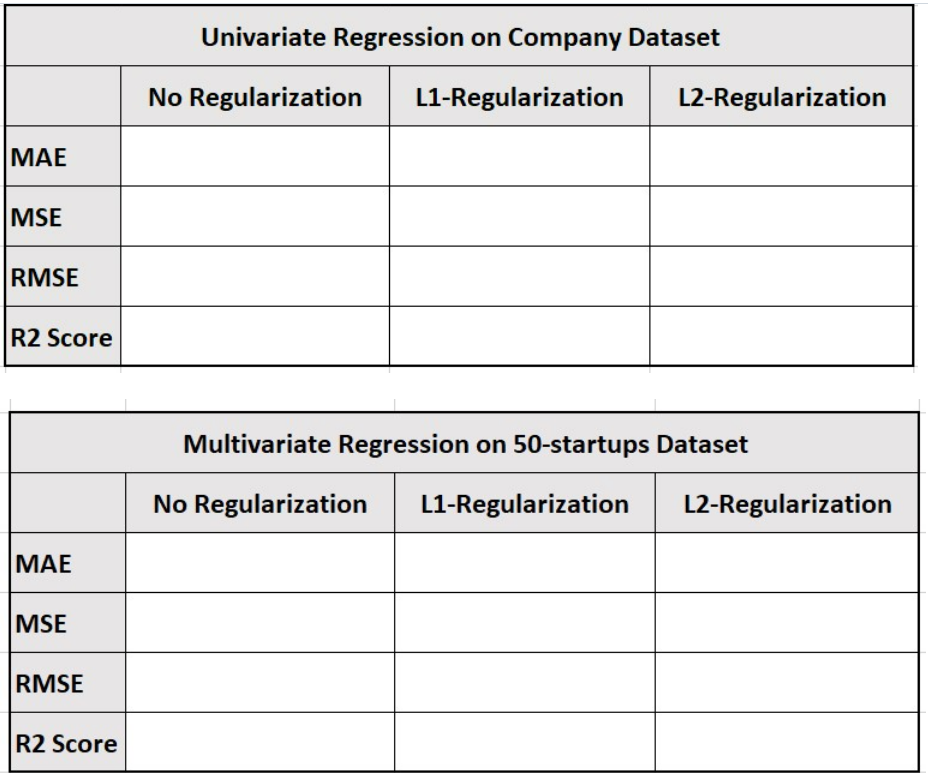 Univariate Regression on Company Dataset
No Regularization L1-Regularization L2-Regularization
MAE
MSE
RMSE
R2 Score
Multivariate Regression on 50-startups Dataset
No Regularization L1-Regularization L2-Regularization
MAE
MSE
RMSE
R2 Score